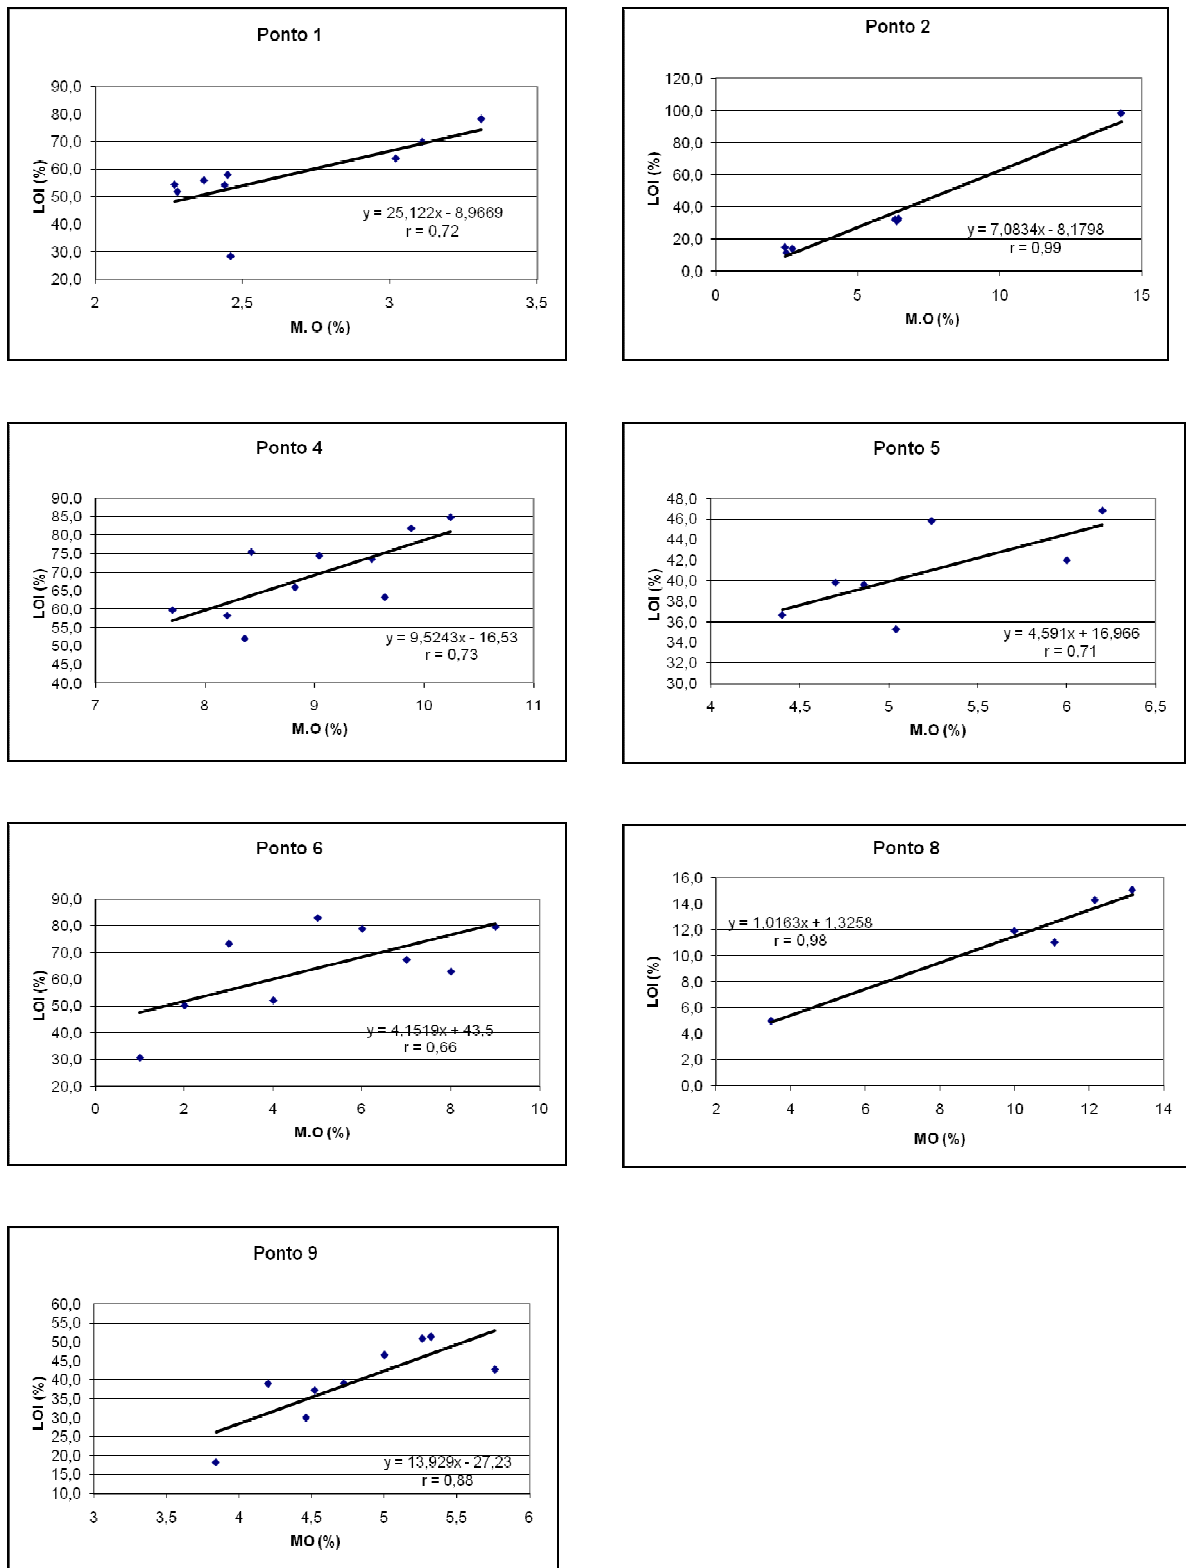 Ponto 1
90,0
80,0
70,0
60,0
50,0
40,0
30,0
20,0
LOI (%)
y = 25,122x - 8,9669
r = 0,72
2
2,5
3
3,5
M. O (%)
Ponto 2
120,0
100,0
80,0
60,0
40,0
20,0
0,0
LOI (%)
y = 7,0834x - 8,1798
r = 0,99
0
5
10
15
M.O (%)
Ponto 4
90,0
85,0
80,0
75,0
70,0
65,0
60,0
55,0
50,0
45,0
40,0
LOI (%)
y = 9,5243x - 16,53
r = 0,73
7
8
9
10
11
M.O (%)
Ponto 5
48,0
46,0
44,0
42,0
40,0
38,0
36,0
34,0
32,0
30,0
LOI (%)
y = 4,591x + 16,966
r = 0,71
4
4,5
5
5,5
6
6,5
M.O (%)
Ponto 6
90,0
80,0
70,0
60,0
50,0
40,0
30,0
20,0
LOI (%)
y = 4,1519x + 43,5
r = 0,66
0
2
4
6
8
10
M.O (%)
Ponto 8
16,0
14,0
12,0
10,0
8,0
6,0
4,0
2,0
0,0
LOI (%)
y = 1,0163x + 1,3258
r = 0,98
2
4
6
8
10
12
14
MO (%)
Ponto 9
60,0
55,0
50,0
45,0
40,0
35,0
30,0
25,0
20,0
15,0
10,0
LOI (%)
y = 13,929x - 27,23
r = 0,88
3
3,5
4
4,5
5
5,5
6
MO (%)